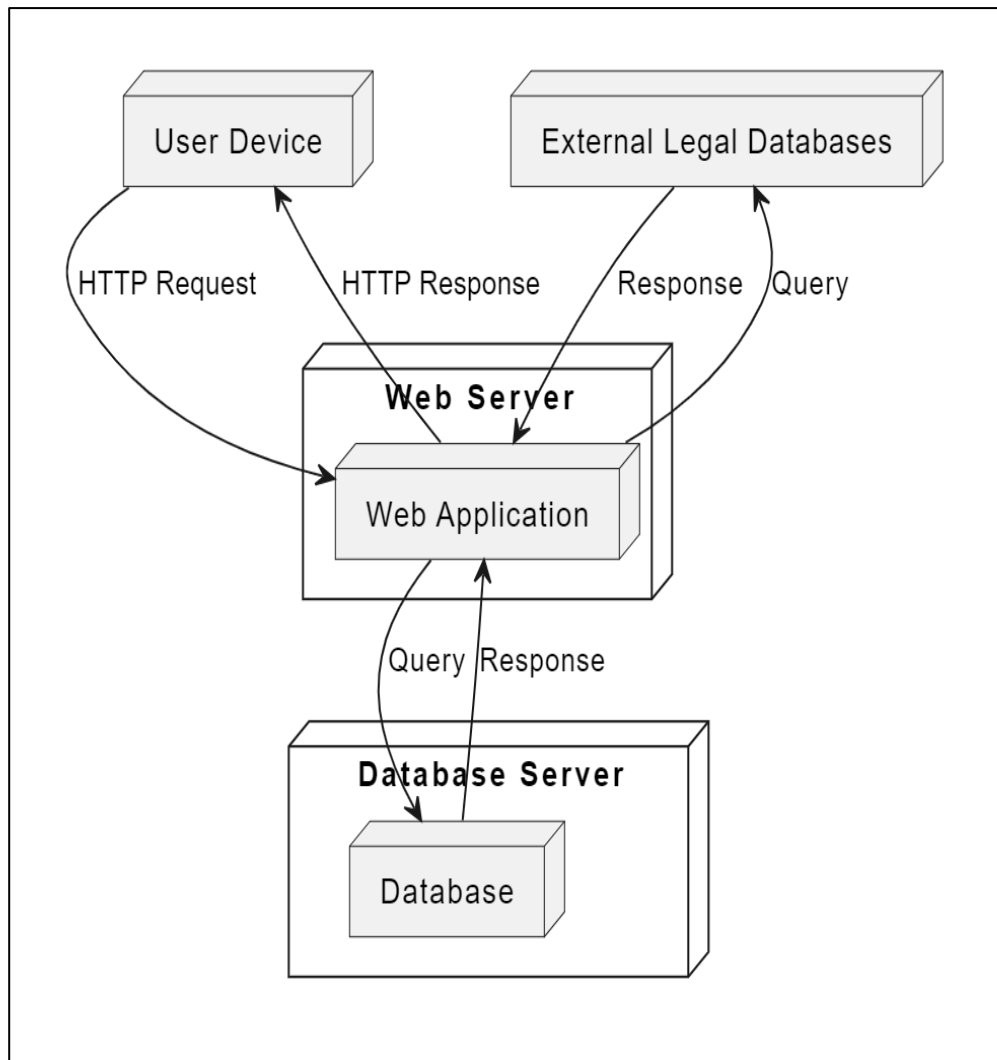 User Device
External Legal Databases
HTTP Request
HTTP Response
Response
Query
Web Server
Web Application
Query
Response
Database Server
Database